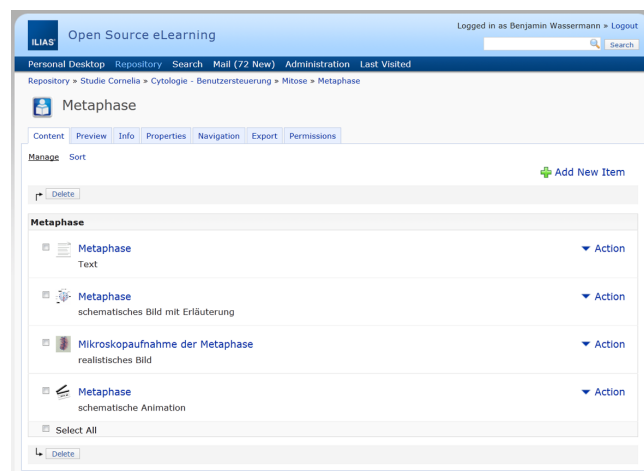 Logged in as Benjamin Wassermann » Logout
ILIAS
Open Source eLearning
Search
Personal Desktop Repository Search Mail (72 New) Administration Last Visited
Repository » Studie Cornelia » Cytologie - Benutzersteuerung » Mitose » Metaphase
Metaphase
Content Preview Info Properties Navigation Export Permissions
Manage Sort
Add New Item
Delete
Metaphase
Metaphase Action
Text
Metaphase Action
schematisches Bild mit Erläuterung
Mikroskopaufnahme der Metaphase Action
realistisches Bild
Metaphase Action
schematische Animation
Select All
Delete